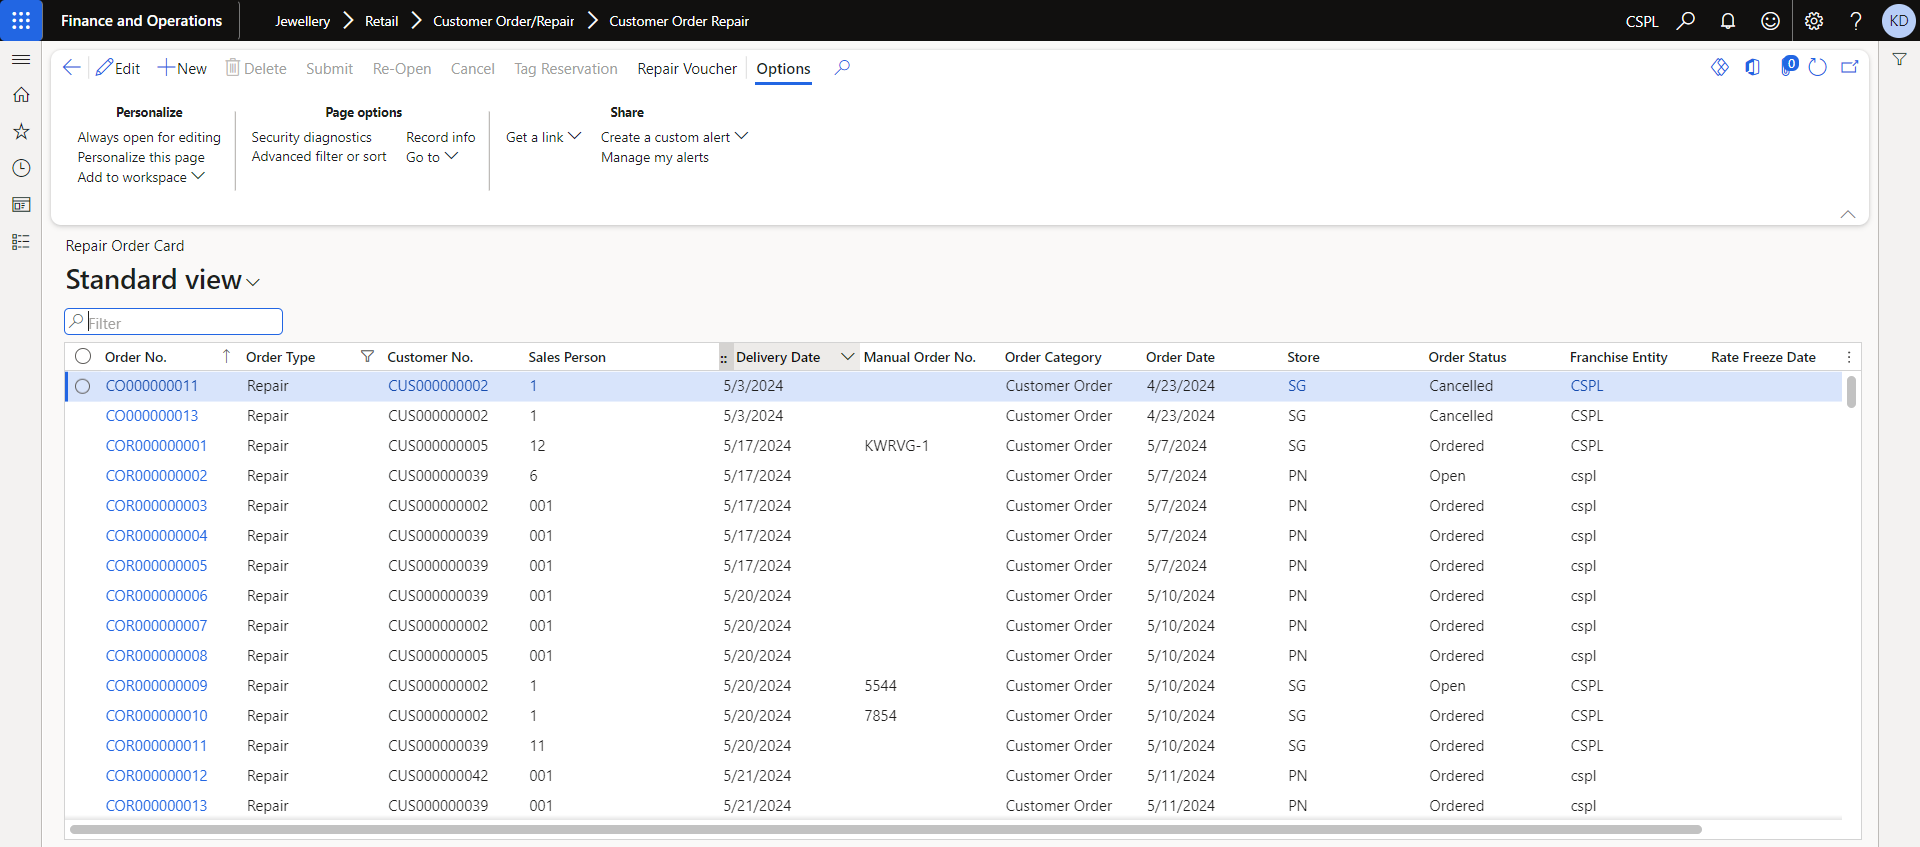 Finance and Operations Jewellery Retail Customer Order/Repair Customer Order Repair CSPL KD
Edit New Delete Submit Re-Open Cancel Tag Reservation Repair Voucher Options 0
Personalize Page options Share
Always open for editing Security diagnostics Record info Get a link Create a custom alert
Personalize this page Advanced filter or sort Go to Manage my alerts
Add to workspace
Repair Order Card
Standard view
Filter
Order No. Order Type Customer No. Sales Person Delivery Date Manual Order No. Order Category Order Date Store Order Status Franchise Entity Rate Freeze Date
CO000000011 Repair CUS000000002 1 5/3/2024 Customer Order 4/23/2024 SG Cancelled CSPL
CO000000013 Repair CUS000000002 1 5/3/2024 Customer Order 4/23/2024 SG Cancelled CSPL
COR000000001 Repair CUS000000005 12 5/17/2024 KWRVG-1 Customer Order 5/7/2024 SG Ordered CSPL
COR000000002 Repair CUS000000039 6 5/17/2024 Customer Order 5/7/2024 PN Open cspl
COR000000003 Repair CUS000000002 001 5/17/2024 Customer Order 5/7/2024 PN Ordered cspl
COR000000004 Repair CUS000000039 001 5/17/2024 Customer Order 5/7/2024 PN Ordered cspl
COR000000005 Repair CUS000000039 001 5/17/2024 Customer Order 5/7/2024 PN Ordered cspl
COR000000006 Repair CUS000000039 001 5/20/2024 Customer Order 5/10/2024 PN Ordered cspl
COR000000007 Repair CUS000000002 001 5/20/2024 Customer Order 5/10/2024 PN Ordered cspl
COR000000008 Repair CUS000000005 001 5/20/2024 Customer Order 5/10/2024 PN Ordered cspl
COR000000009 Repair CUS000000002 1 5/20/2024 5544 Customer Order 5/10/2024 SG Open CSPL
COR000000010 Repair CUS000000002 1 5/20/2024 7854 Customer Order 5/10/2024 SG Ordered CSPL
COR000000011 Repair CUS000000039 11 5/20/2024 Customer Order 5/10/2024 SG Ordered CSPL
COR000000012 Repair CUS000000042 001 5/21/2024 Customer Order 5/11/2024 PN Ordered cspl
COR000000013 Repair CUS000000039 001 5/21/2024 Customer Order 5/11/2024 PN Ordered cspl